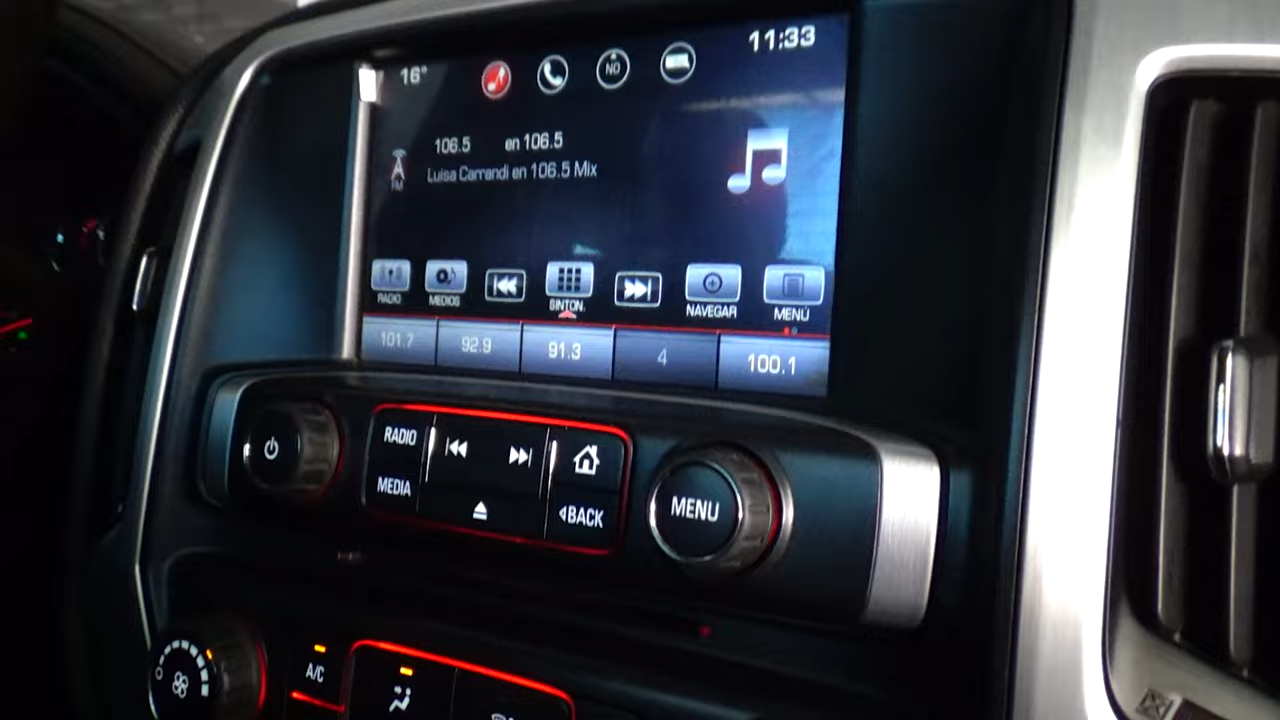 16° NO 11:33
106.5 en 106.5
FM Luisa Carrandi en 106.5 Mix
RADIO MEDIOS SINTON. NAVEGAR MENÚ
101.7 92.9 91.3 4 100.1
RADIO
MEDIA
BACK
MENU
A/C